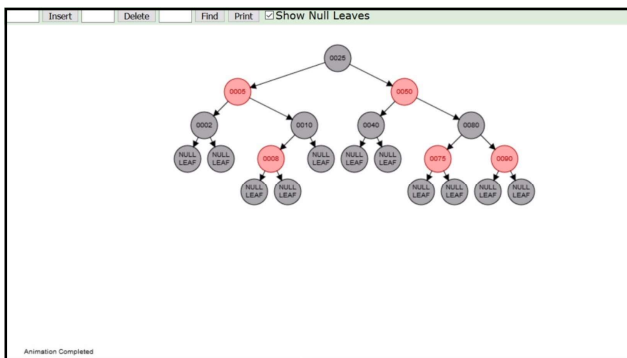 Insert Delete Find Print Show Null Leaves
0025
0005 0050
0002 0010 0040 0080
NULL LEAF NULL LEAF 0008 NULL LEAF NULL LEAF NULL LEAF 0075 0090
NULL LEAF NULL LEAF NULL LEAF NULL LEAF NULL LEAF NULL LEAF
Animation Completed